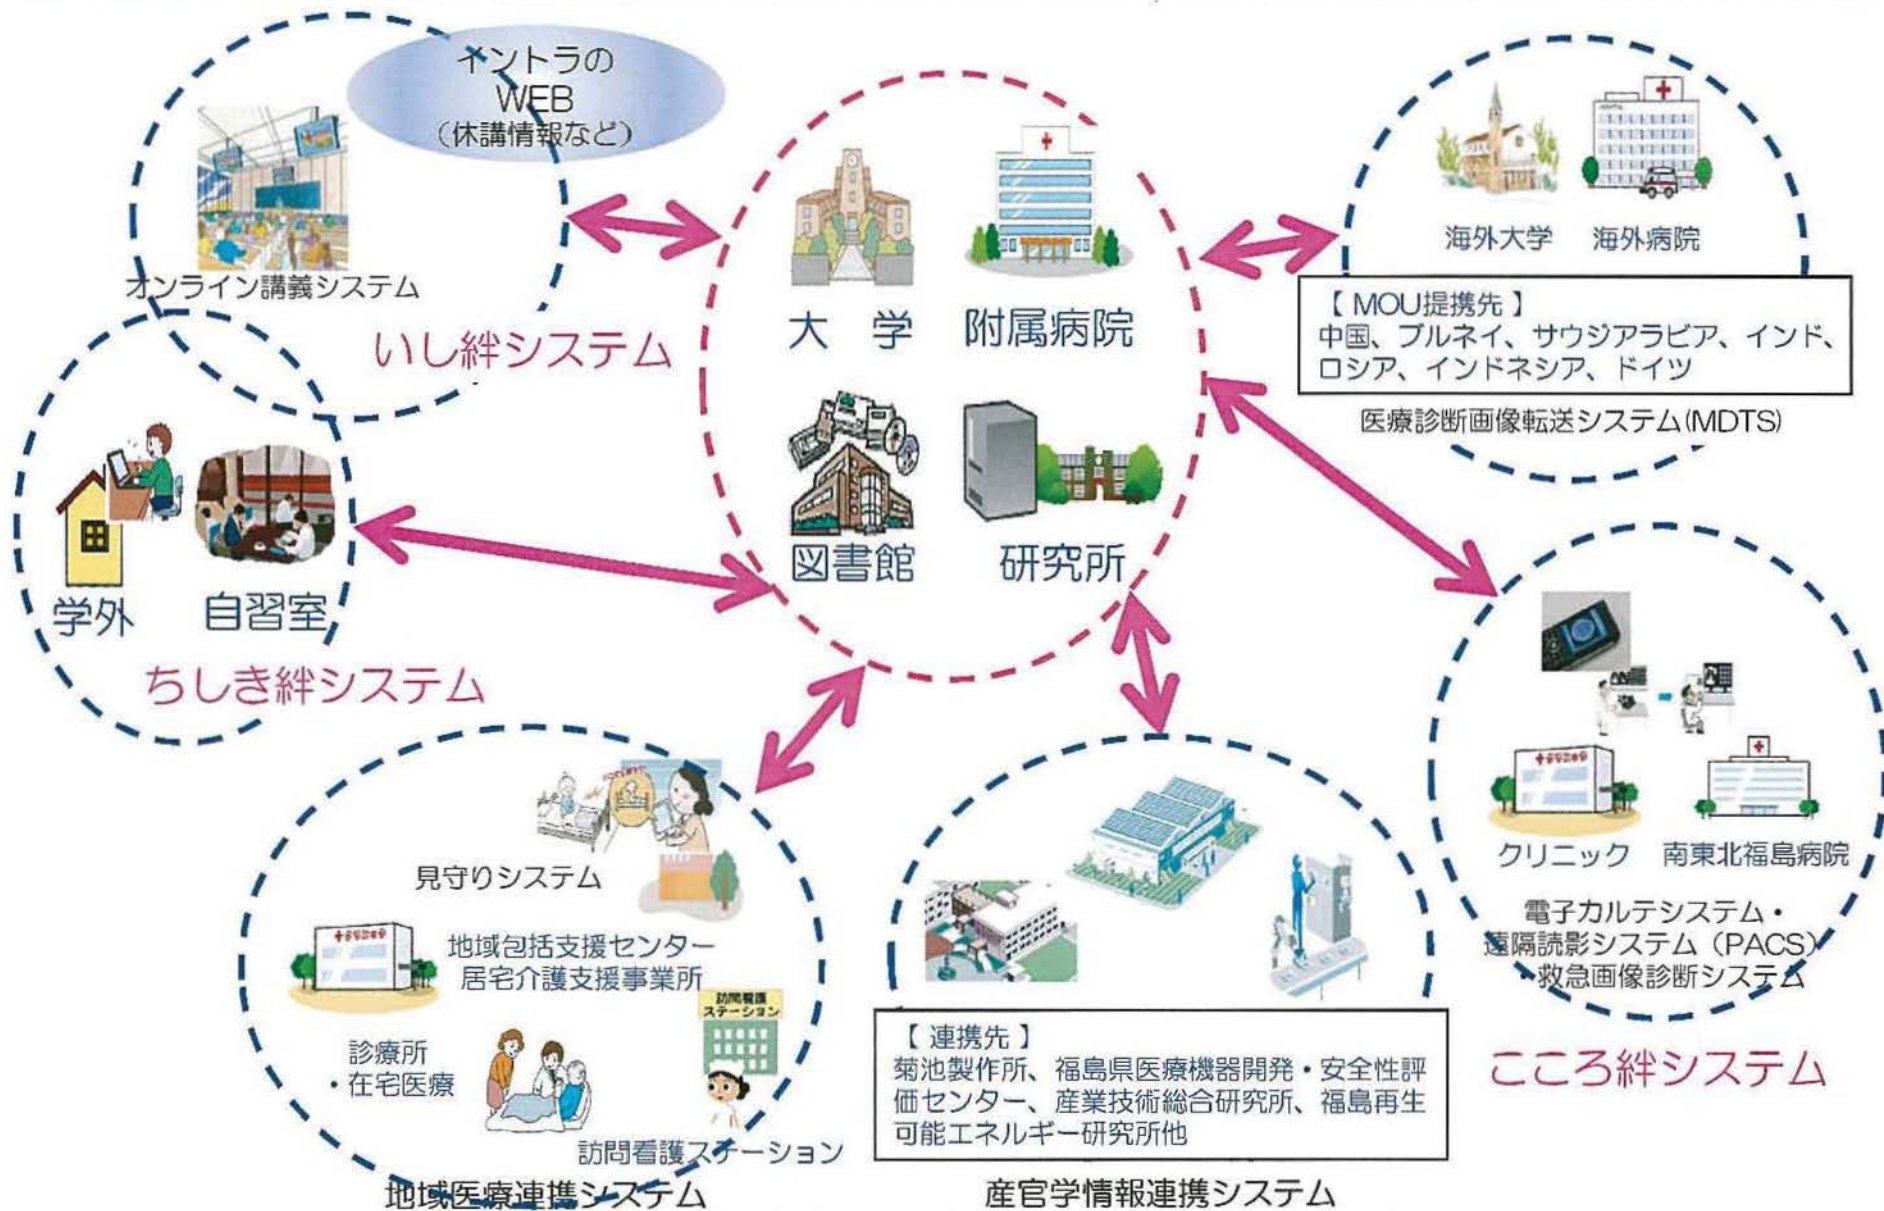 イントラの
WEB
（休講情報など）
オンライン講義システム
いし絆システム
学外
自習室
ちしき絆システム
大　学
附属病院
図書館
研究所
海外大学
海外病院
【 MOU提携先 】
中国、ブルネイ、サウジアラビア、インド、
ロシア、インドネシア、ドイツ
医療診断画像転送システム(MDTS)
クリニック
南東北福島病院
電子カルテシステム・
遠隔読影システム（PACS）
・救急画像診断システム
こころ絆システム
見守りシステム
地域包括支援センター
居宅介護支援事業所
診療所
・在宅医療
訪問看護
ステーション
訪問看護ステーション
地域医療連携システム
【 連携先 】
菊池製作所、福島県医療機器開発・安全性評
価センター、産業技術総合研究所、福島再生
可能エネルギー研究所他
産官学情報連携システム